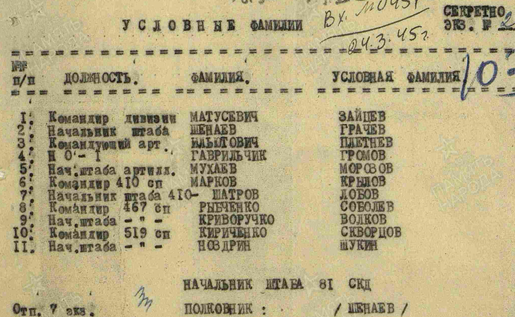 СЕКРЕТНО
УСЛОВНЫЕ ФАМИЛИИ
Вх. №0451
ЭКЗ. № 2
24.3.45г.
№№
п/п ДОЛЖНОСТЬ. ФАМИЛИЯ. УСЛОВНАЯ ФАМИЛИЯ
1. Командир дивизии МАТУСЕВИЧ ЗАЙЦЕВ
2. Начальник штаба ШЕНАЕВ ГРАЧЕВ
3. Командующий арт. ПЛЕТНЕВ
4. Н О - 1 ГАВРИЛЬЧИК ГРОМОВ
5. Нач.штаба артилл. МУХАЕВ МОРОЗОВ
6. Командир 410 сп МАРКОВ КРЫЛОВ
7. Начальник штаба 410- ШАТРОВ ЛОБОВ
8. Командир 467 сп РЫБЧЕНКО СОБОЛЕВ
9. Нач.штаба -"- КРИВОРУЧКО ВОЛКОВ
10. Командир 519 сп КИРИЧЕНКО СКВОРЦОВ
11. Нач.штаба -"- НОЗДРИН ЩУКИН
НАЧАЛЬНИК ШТАБА 81 СКД
Отп. 7 экз. ПОЛКОВНИК: /ШЕНАЕВ/